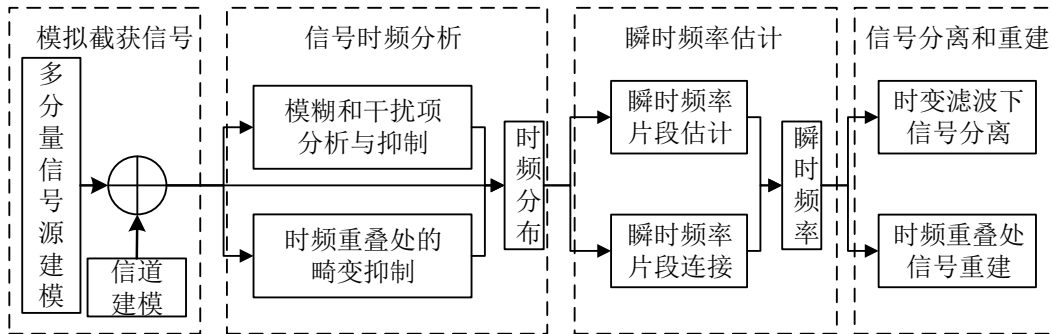 模拟截获信号
多分量信号源建模
信道
建模
信号时频分析
模糊和干扰项
分析与抑制
时频重叠处的
畸变抑制
时频分布
瞬时频率估计
瞬时频率
片段估计
瞬时频率
片段连接
瞬时频率
信号分离和重建
时变滤波下
信号分离
时频重叠处
信号重建